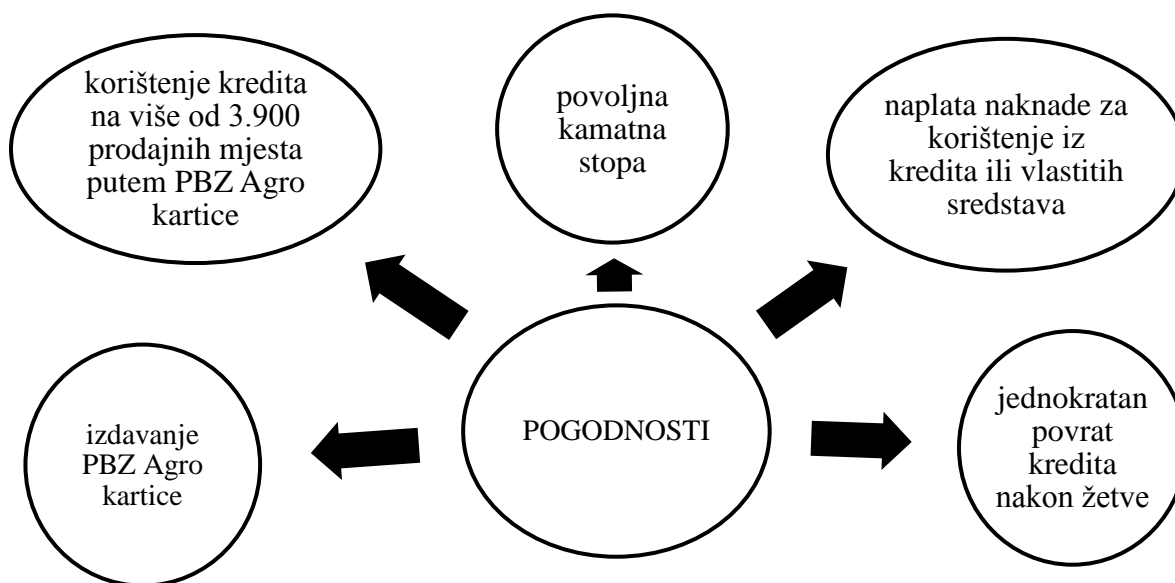 korištenje kredita
na više od 3.900
prodajnih mjesta
putem PBZ Agro
kartice
povoljna
kamatna
stopa
naplata naknade za
korištenje iz
kredita ili vlastitih
sredstava
izdavanje
PBZ Agro
kartice
POGODNOSTI
jednokratan
povrat
kredita
nakon žetve